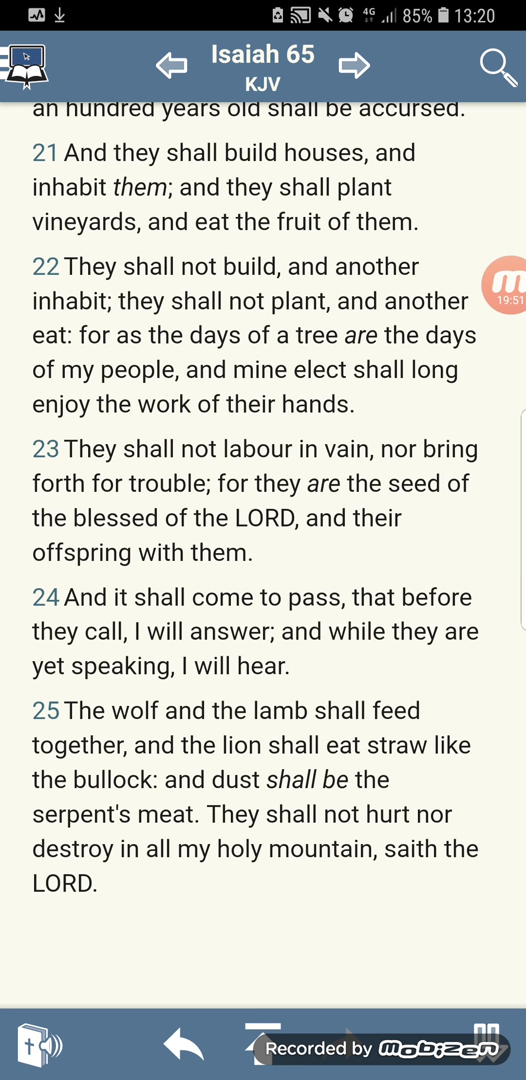 4G 85% 13:20
Isaiah 65
KJV
an hundred years old shall be accursed.
21 And they shall build houses, and
inhabit them; and they shall plant
vineyards, and eat the fruit of them.
22 They shall not build, and another
inhabit; they shall not plant, and another
eat: for as the days of a tree are the days
of my people, and mine elect shall long
enjoy the work of their hands.
23 They shall not labour in vain, nor bring
forth for trouble; for they are the seed of
the blessed of the LORD, and their
offspring with them.
24 And it shall come to pass, that before
they call, I will answer; and while they are
yet speaking, I will hear.
25 The wolf and the lamb shall feed
together, and the lion shall eat straw like
the bullock: and dust shall be the
serpent's meat. They shall not hurt nor
destroy in all my holy mountain, saith the
LORD.
m
19:51
Recorded by mobizen